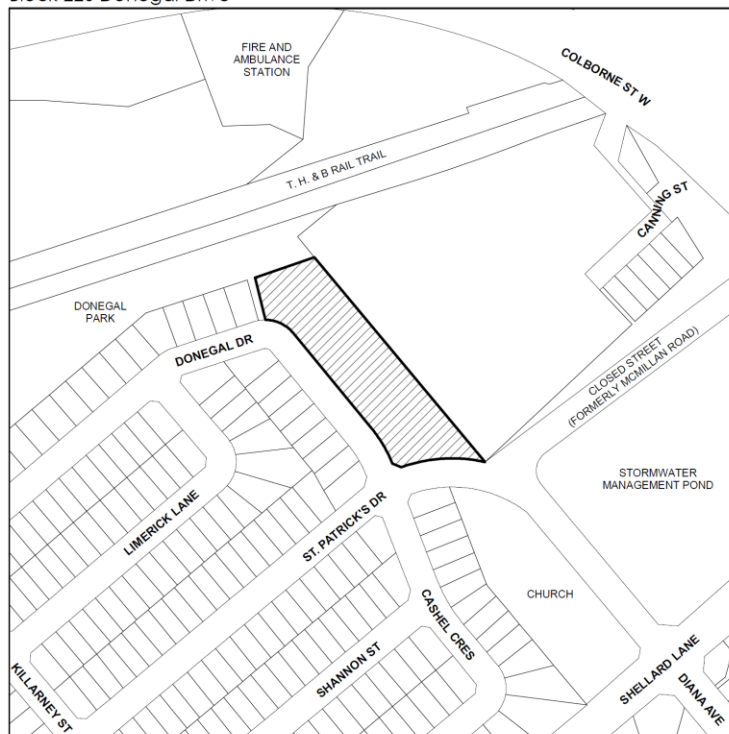 Donegal Drive
FIRE AND
AMBULANCE
STATION
COLBORNE ST W
T. H. & B RAIL TRAIL
CANNING ST
DONEGAL
PARK
DONEGAL DR
CLOSED STREET
(FORMERLY MCMILLAN ROAD)
STORMWATER
MANAGEMENT POND
LIMERICK LANE
ST. PATRICK'S DR
CASHEL CRES
CHURCH
SHANNON ST
KILLARNEY ST
SHELLARD LANE
DIANA AVE